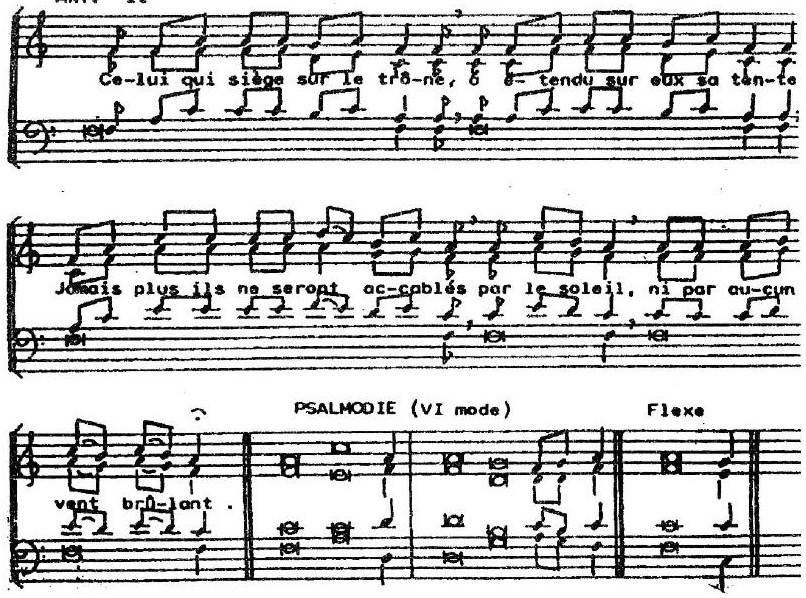 Ce-lui qui siège sur le trô-ne, ô é-tendu sur eux sa ten-te
Jamais plus ils ne seront ac-cablés par le soleil, ni par au-cun
PSALMODIE (VI mode) Flexe
vent brû-lant .